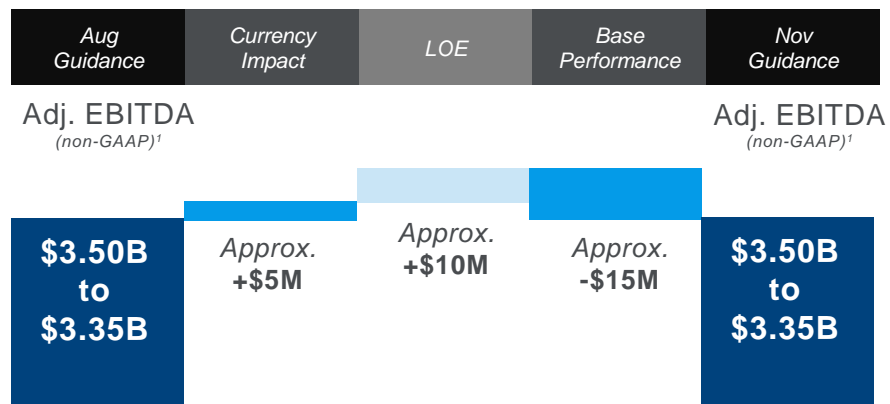 Aug
Guidance
Currency
Impact
LOE
Base
Performance
Nov
Guidance
Adj. EBITDA
(non-GAAP)¹
Adj. EBITDA
(non-GAAP)¹
$3.50B
to
$3.35B
Approx.
+$5M
Approx.
+$10M
Approx.
-$15M
$3.50B
to
$3.35B